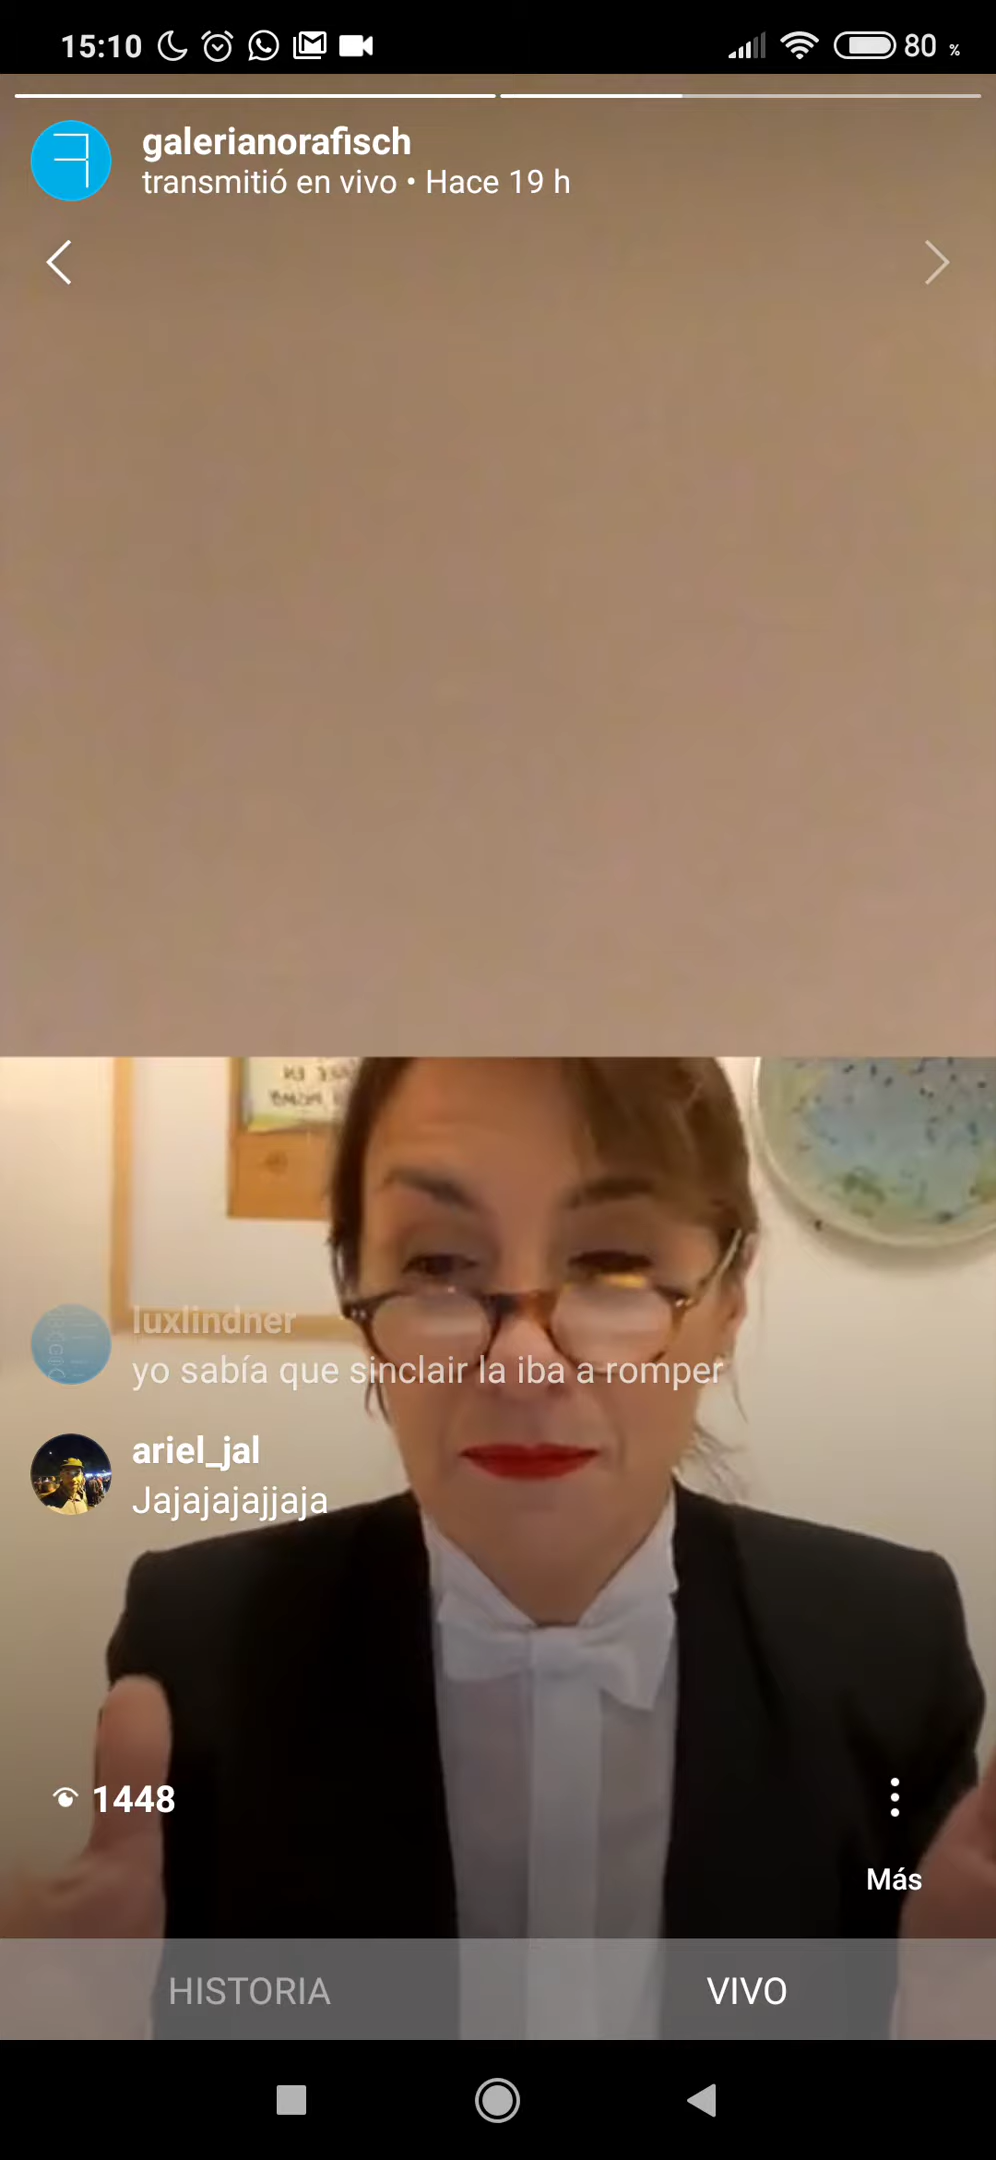 15:10
80 %
galerianorafisch
transmitió en vivo • Hace 19 h
luxlindner
yo sabía que sinclair la iba a romper
ariel_jal
Jajajajajjaja
1448
Más
HISTORIA
VIVO